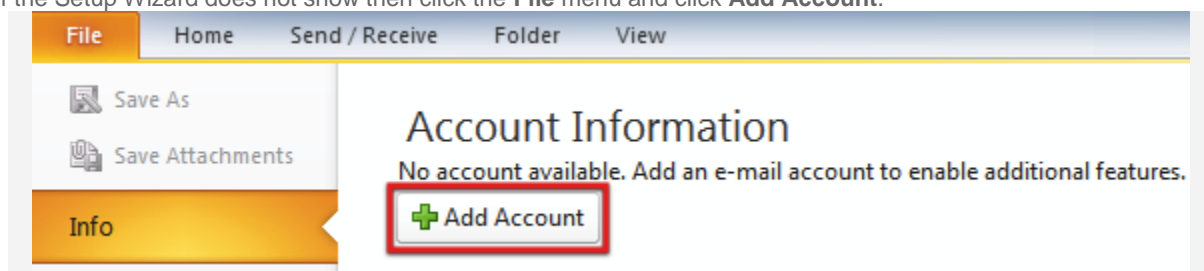 the Setup Wizard does not show then click the File menu and click Add Account.
File Home Send / Receive Folder View
Save As
Save Attachments
Info
Account Information
No account available. Add an e-mail account to enable additional features.
Add Account